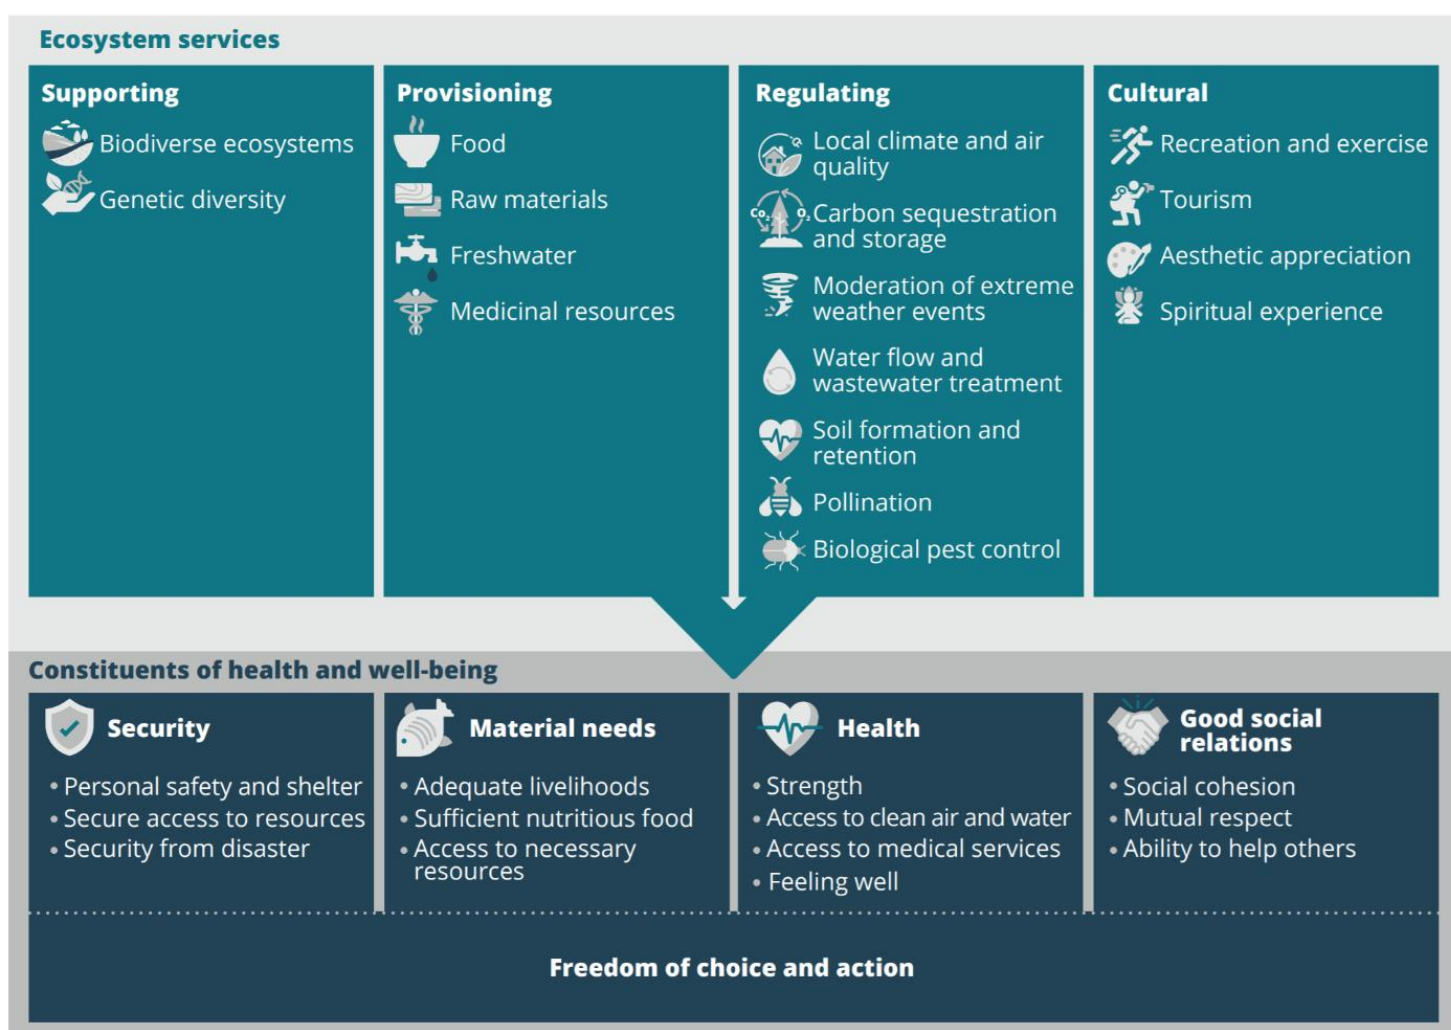 Ecosystem services
Supporting
Biodiverse ecosystems
Genetic diversity
Provisioning
Food
Raw materials
Freshwater
Medicinal resources
Regulating
Local climate and air
quality
CO₂ O₂
Carbon sequestration
and storage
Moderation of extreme
weather events
Water flow and
wastewater treatment
Soil formation and
retention
Pollination
Biological pest control
Cultural
Recreation and exercise
Tourism
Aesthetic appreciation
Spiritual experience
Constituents of health and well-being
Security
• Personal safety and shelter
• Secure access to resources
• Security from disaster
Material needs
• Adequate livelihoods
• Sufficient nutritious food
• Access to necessary
resources
Health
• Strength
• Access to clean air and water
• Access to medical services
• Feeling well
Good social
relations
• Social cohesion
• Mutual respect
• Ability to help others
Freedom of choice and action